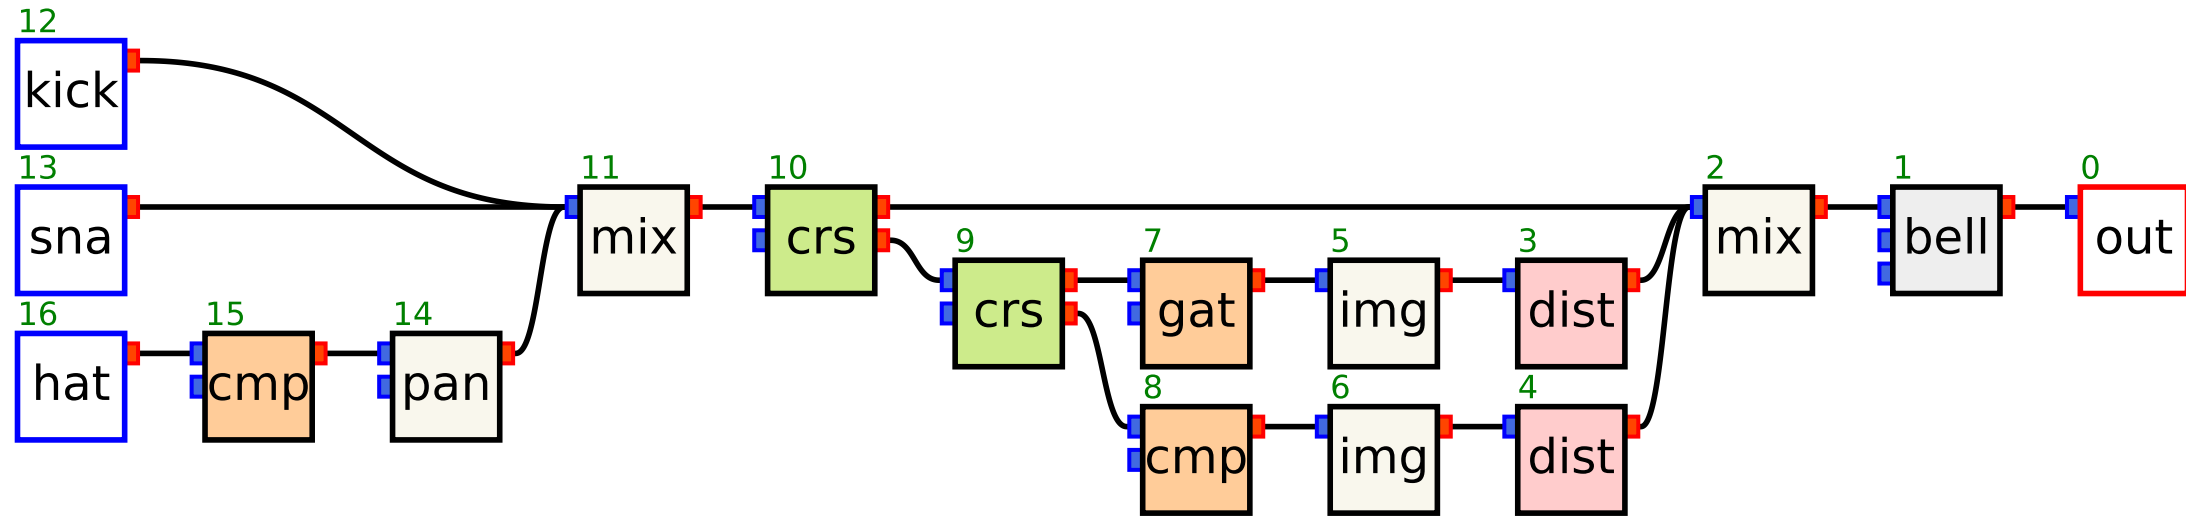 12
kick
13
sna
16
hat
15
cmp
14
pan
11
mix
10
crs
9
crs
7
gat
5
img
3
dist
8
cmp
6
img
4
dist
2
mix
1
bell
0
out